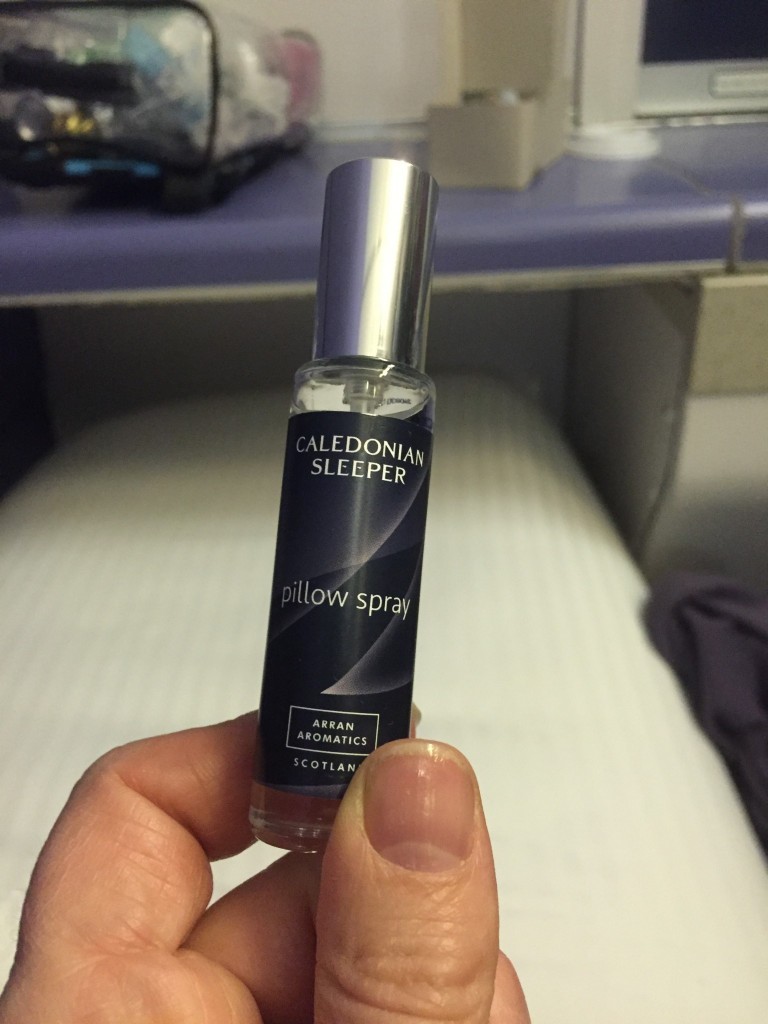 CALEDONIAN
SLEEPER
pillow spray
ARRAN
AROMATICS